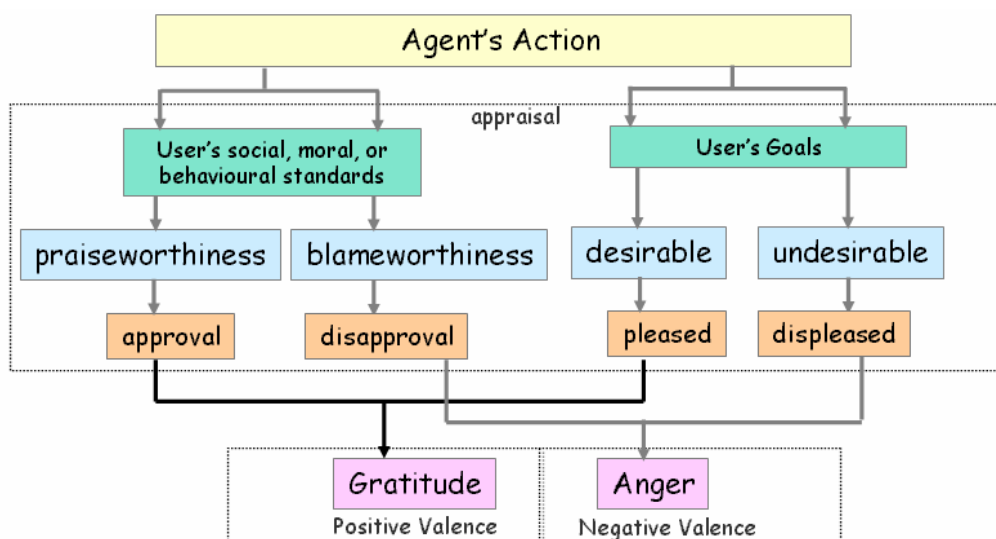 Agent's Action
appraisal
User's social, moral, or
behavioural standards
User's Goals
praiseworthiness
blameworthiness
desirable
undesirable
approval
disapproval
pleased
displeased
Gratitude
Anger
Positive Valence
Negative Valence